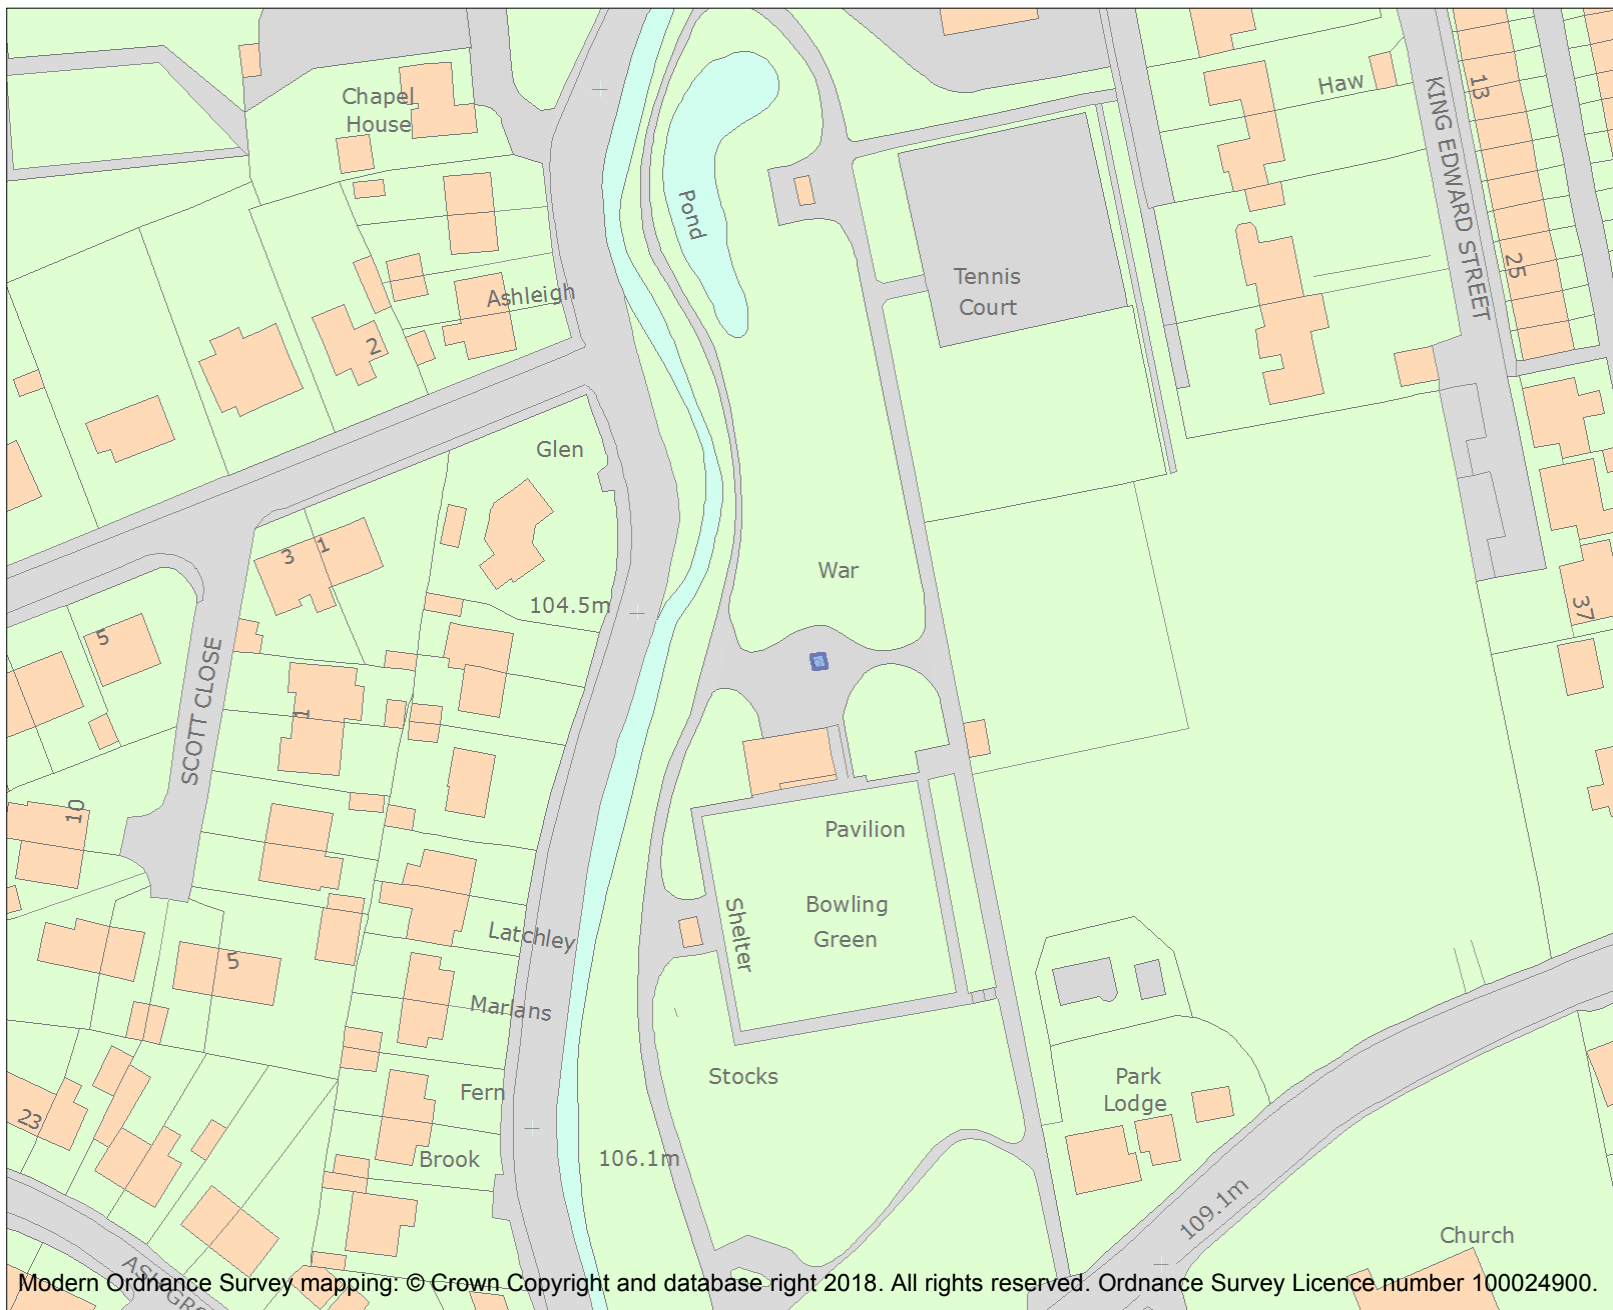 Chapel
House
Haw
13
KING EDWARD STREET
Pond
25
Tennis
Court
Ashleigh
2
Glen
3
1
War
104.5m
37
5
SCOTT CLOSE
1
10
Pavilion
Bowling
Green
Shelter
Latchley
5
Marlans
Stocks
Park
Lodge
Fern
23
Brook
106.1m
109.1m
Church
Modern Ordnance Survey mapping: © Crown Copyright and database right 2018. All rights reserved. Ordnance Survey Licence number 100024900.